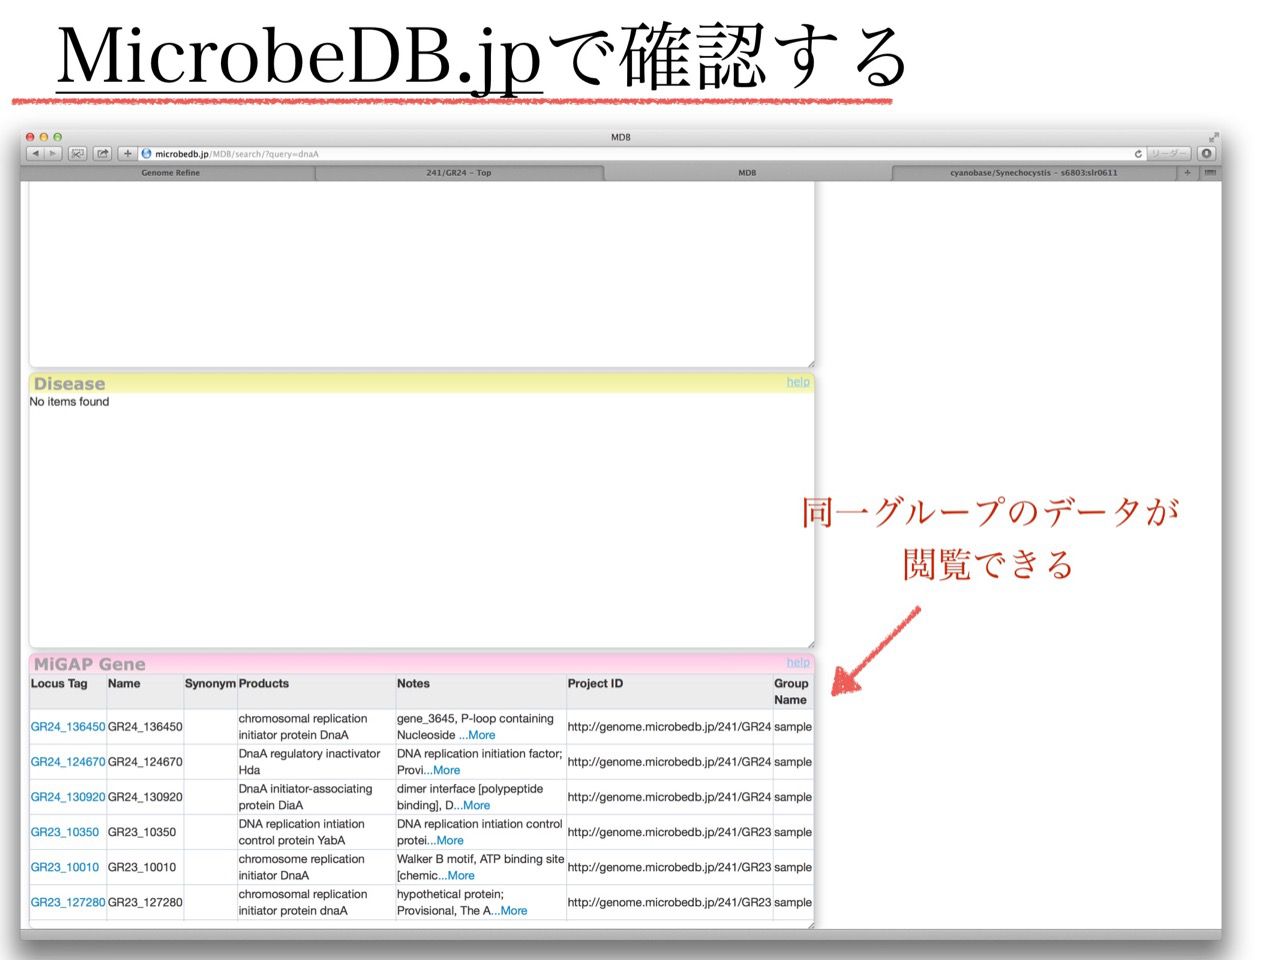 MicrobeDB.jpで確認する
MDB
microbedb.jp/MDB/search/?query=dnaA
リーダー
Genome Refine
241/GR24 – Top
MDB
cyanobase/Synechocystis – s6803:slr0611
Disease
help
No items found
同一グループのデータが
閲覧できる
MiGAP Gene
help
Locus Tag Name Synonym Products Notes Project ID Group
Name
GR24_136450 GR24_136450 chromosomal replication gene_3645, P-loop containing http://genome.microbedb.jp/241/GR24 sample
initiator protein DnaA Nucleoside ...More
GR24_124670 GR24_124670 DnaA regulatory inactivator DNA replication initiation factor; http://genome.microbedb.jp/241/GR24 sample
Hda Provi...More
GR24_130920 GR24_130920 DnaA initiator-associating dimer interface [polypeptide http://genome.microbedb.jp/241/GR24 sample
protein DiaA binding], D...More
GR23_10350 GR23_10350 DNA replication intiation DNA replication intiation control http://genome.microbedb.jp/241/GR23 sample
control protein YabA protei...More
GR23_10010 GR23_10010 chromosome replication Walker B motif, ATP binding site http://genome.microbedb.jp/241/GR23 sample
initiator DnaA [chemic...More
GR23_127280 GR23_127280 chromosomal replication hypothetical protein; http://genome.microbedb.jp/241/GR23 sample
initiator protein dnaA Provisional, The A...More